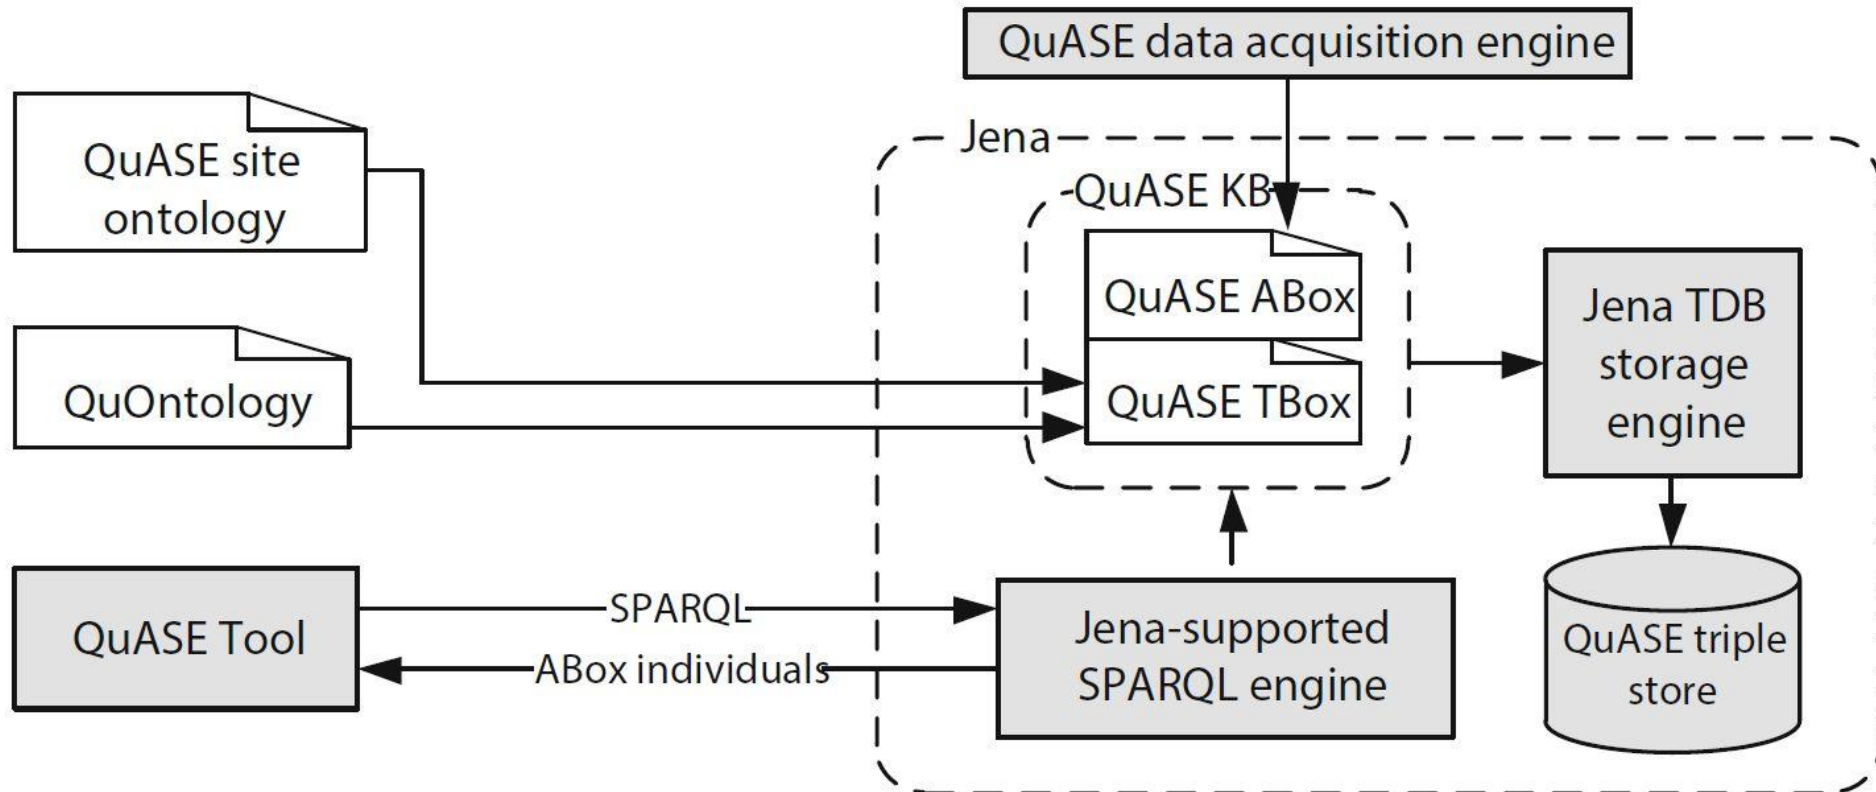 QuASE data acquisition engine
Jena
QuASE site
ontology
QuASE KB
QuASE ABox
QuASE TBox
Jena TDB
storage
engine
QuOntology
QuASE Tool
SPARQL
ABox individuals
Jena-supported
SPARQL engine
QuASE triple
store